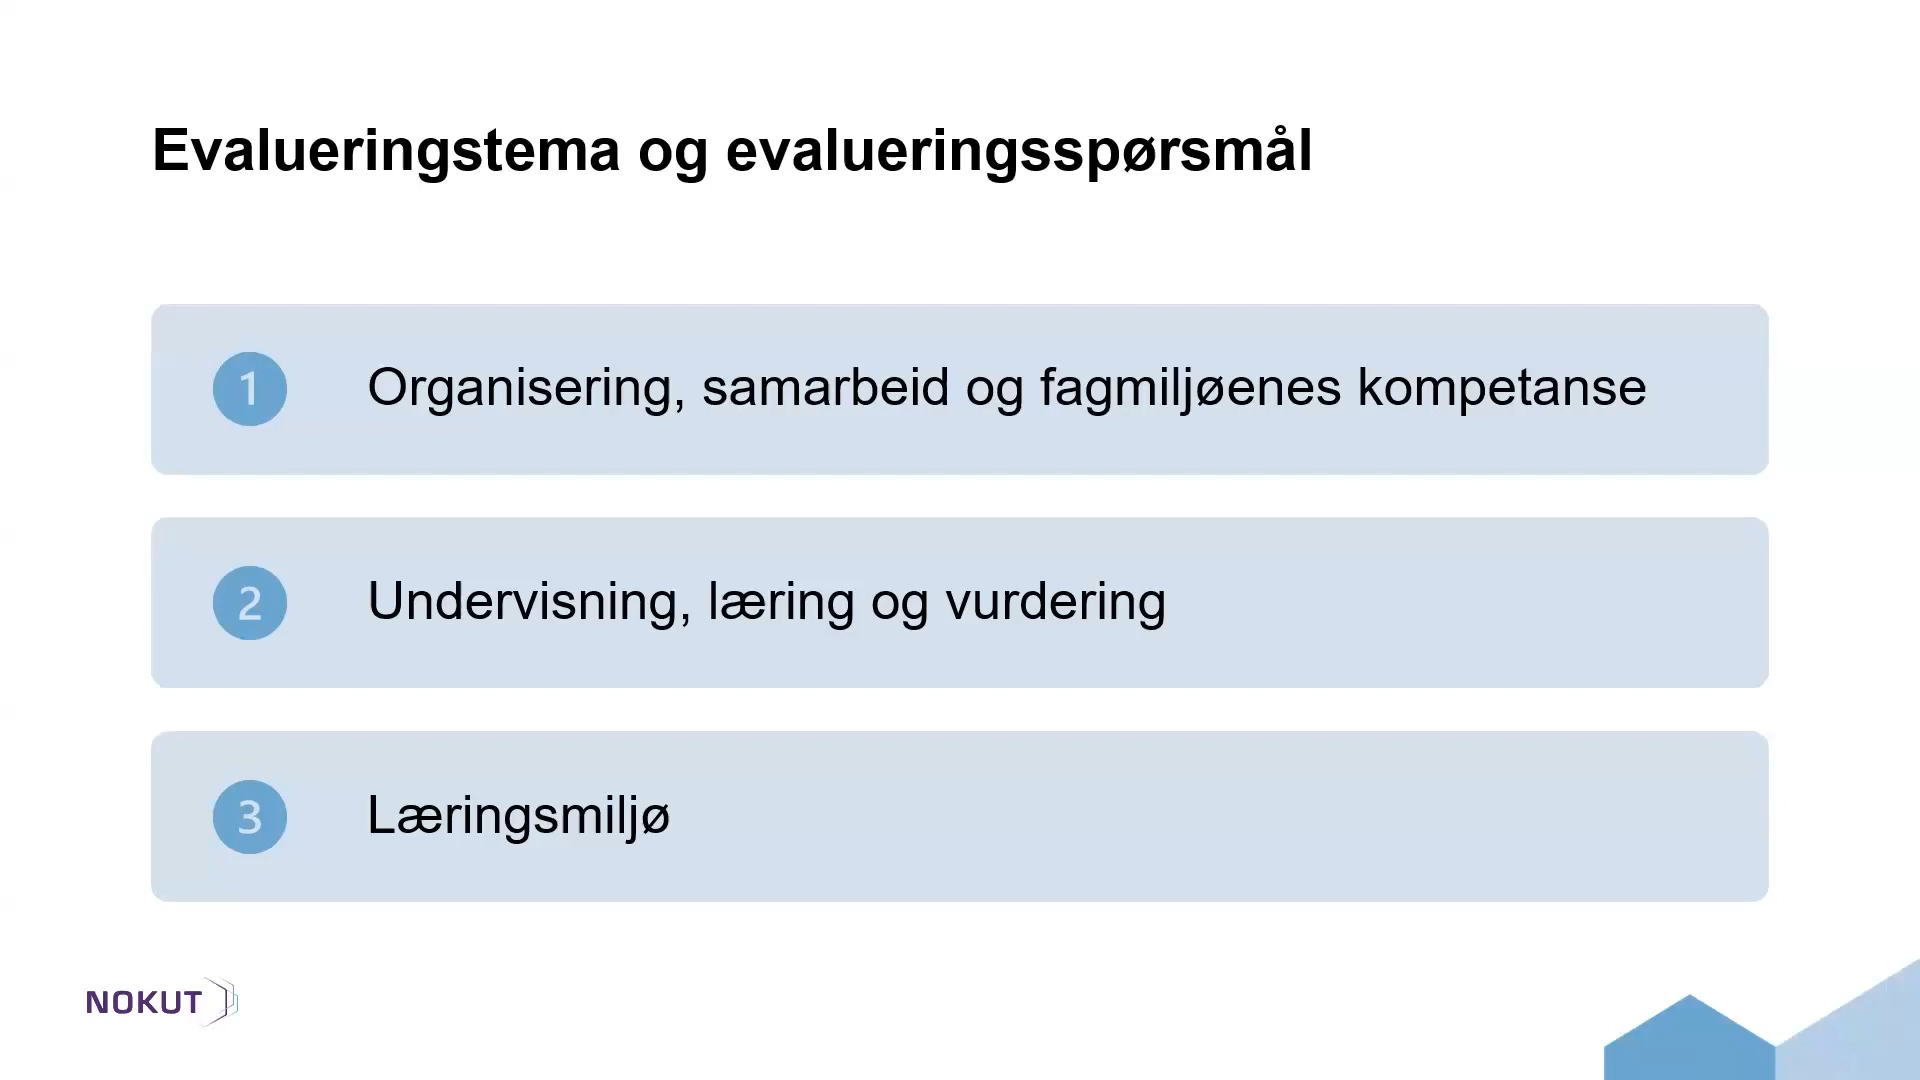 Evalueringstema og evalueringsspørsmål
1 Organisering, samarbeid og fagmiljøenes kompetanse
2 Undervisning, læring og vurdering
3 Læringsmiljø
NOKUT